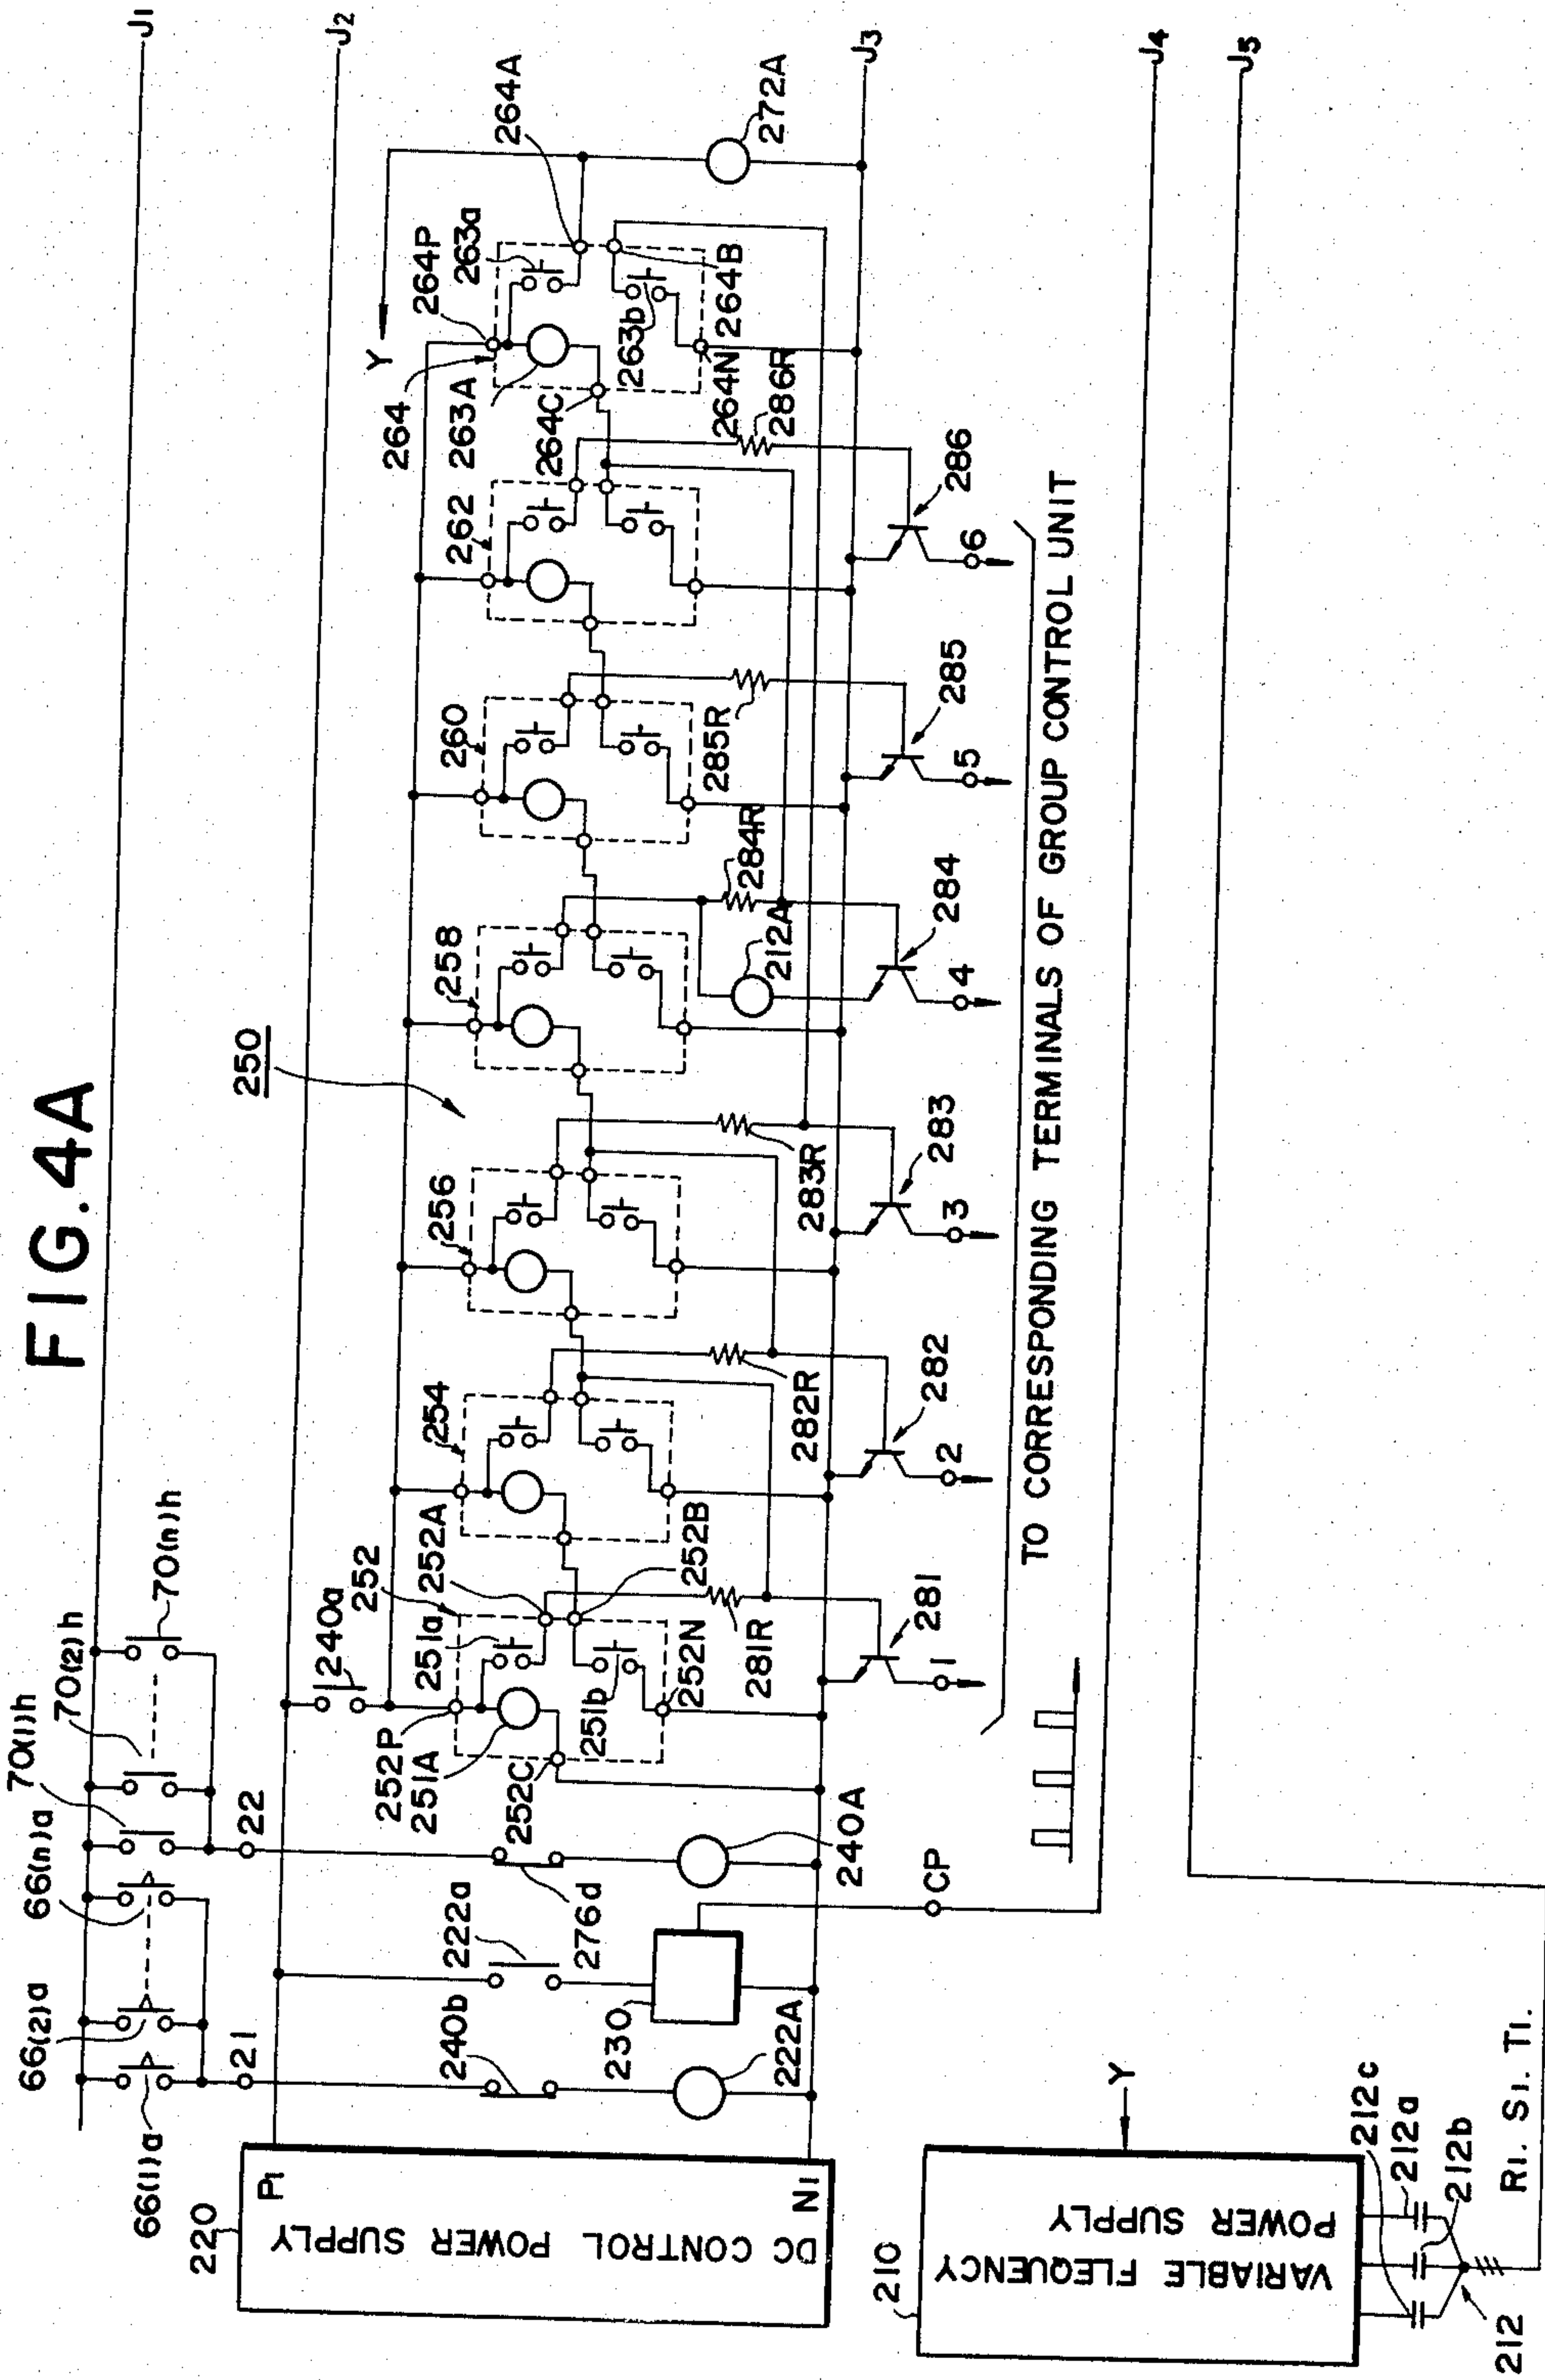 FIG. 4A
J1
J2
J3
J4
J5
66(1)a
66(2)a
66(n)a
70(1)h
70(2)h
70(n)h
21
22
220
P1
N1
DC CONTROL POWER SUPPLY
240b
222A
222a
230
276d
240A
CP
240a
250
252
252P
251A
252C
251a
252A
251b
252B
252N
254
256
258
260
262
264
264P
263a
263A
264A
264C
263b
264B
264N
272A
Y
281R
282R
283R
284R
212A
285R
286R
281
282
283
284
285
286
1
2
3
4
5
6
TO CORRESPONDING TERMINALS OF GROUP CONTROL UNIT
210
VARIABLE FLEQUENCY
POWER SUPPLY
Y
212c
212a
212b
212
R1. S1. T1.